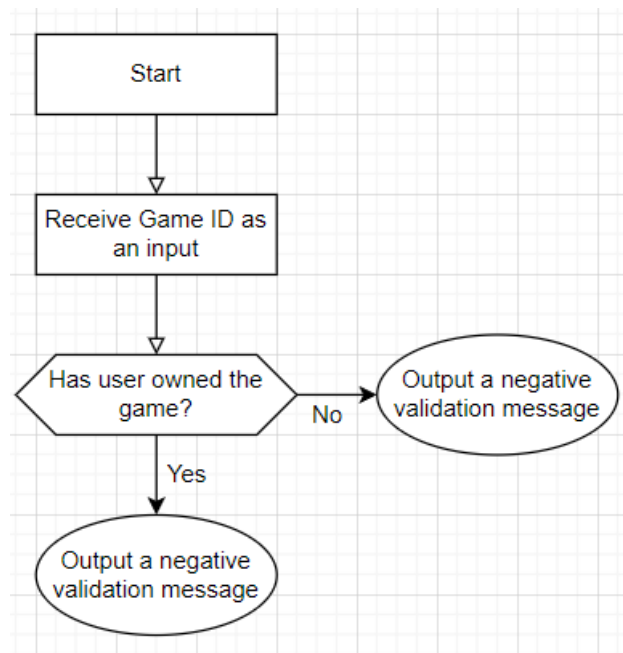 Start
Receive Game ID as
an input
Has user owned the
game?
No
Output a negative
validation message
Yes
Output a negative
validation message